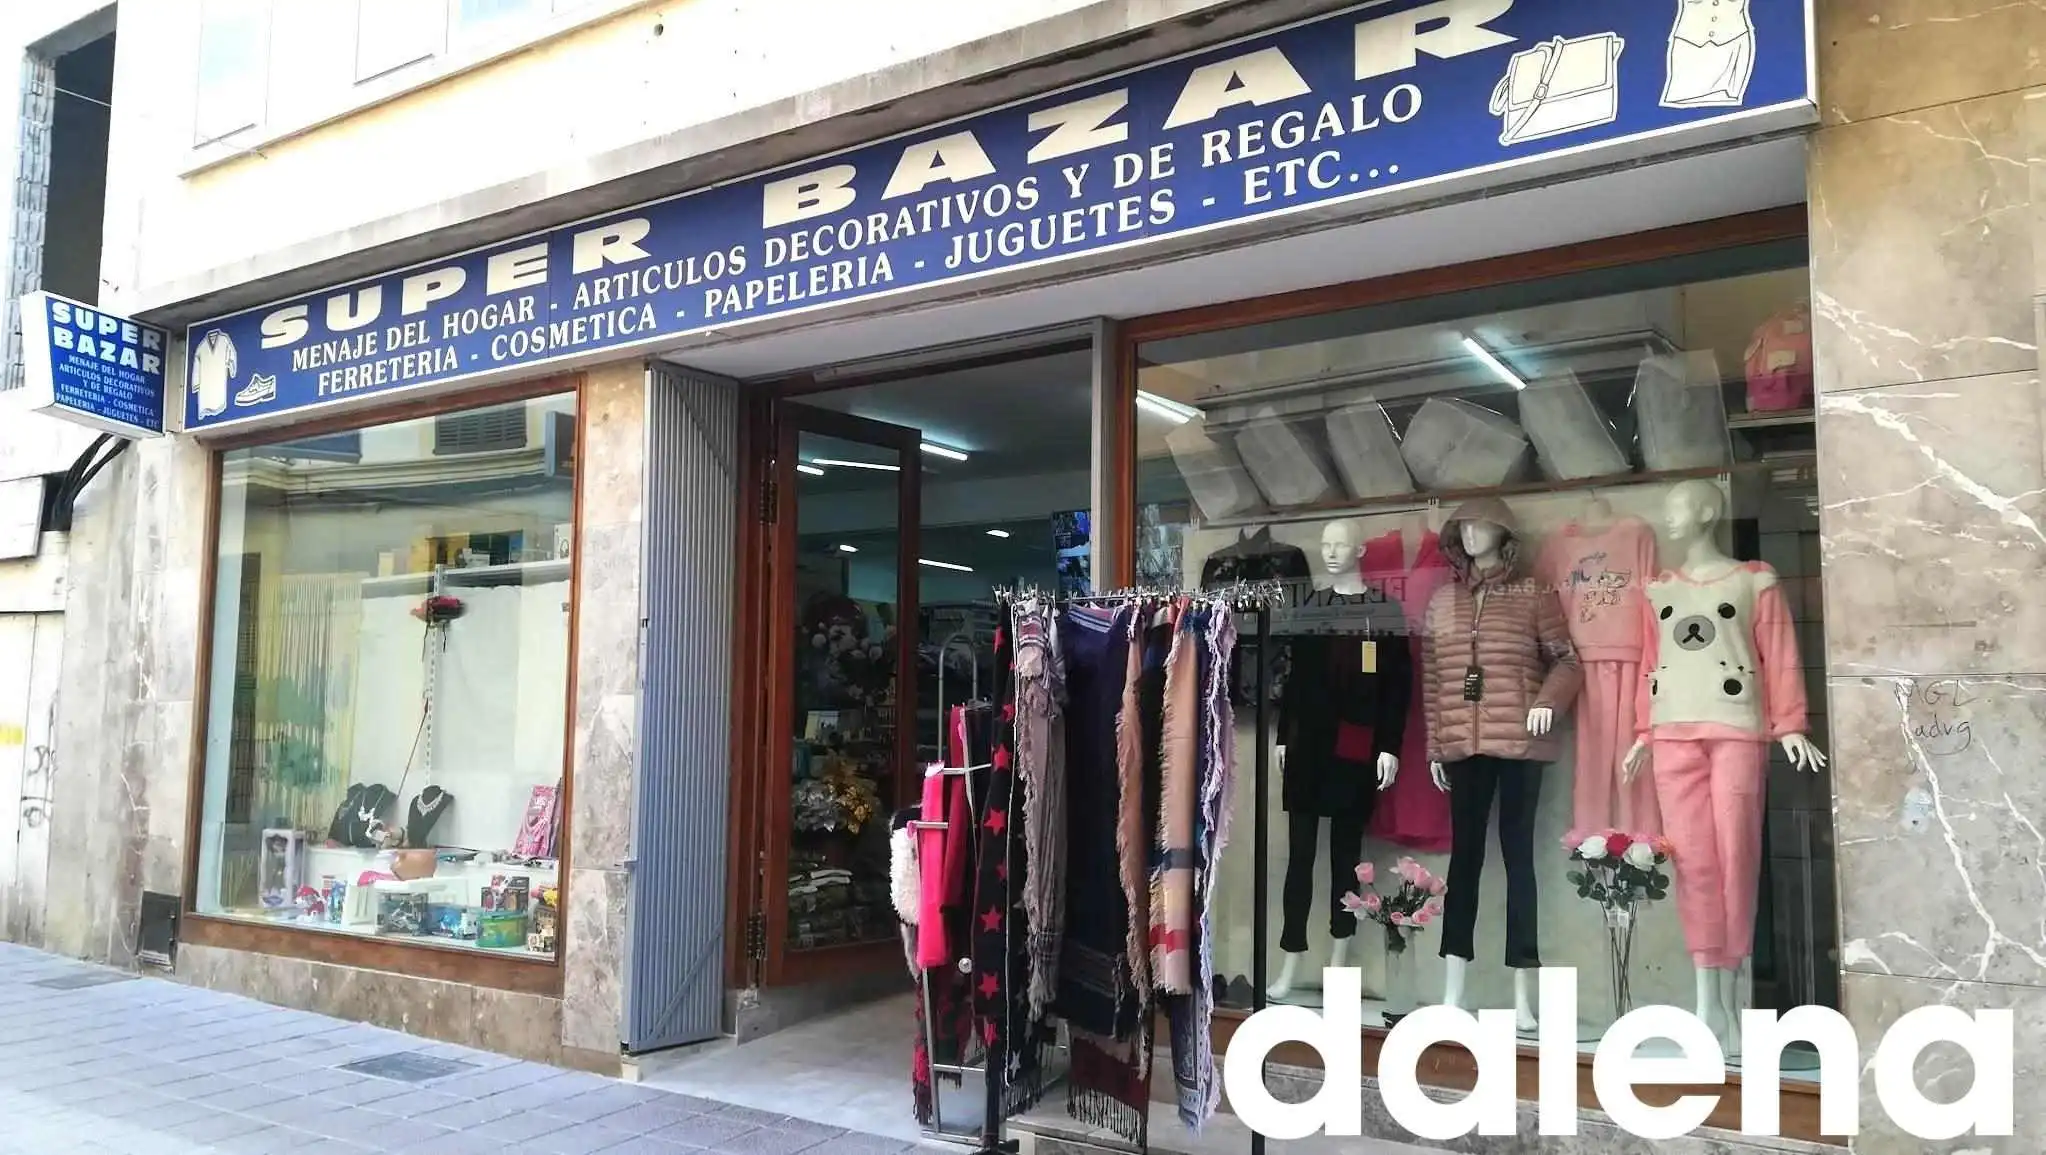 SUPER BAZAR
MENAJE DEL HOGAR - ARTICULOS DECORATIVOS Y DE REGALO
FERRETERIA - COSMETICA - PAPELERIA - JUGUETES - ETC...
SUPER
BAZAR
MENAJE DEL HOGAR
ARTICULOS DECORATIVOS
Y DE REGALO
FERRETERIA - COSMETICA
PAPELERIA - JUGUETES - ETC
dalena